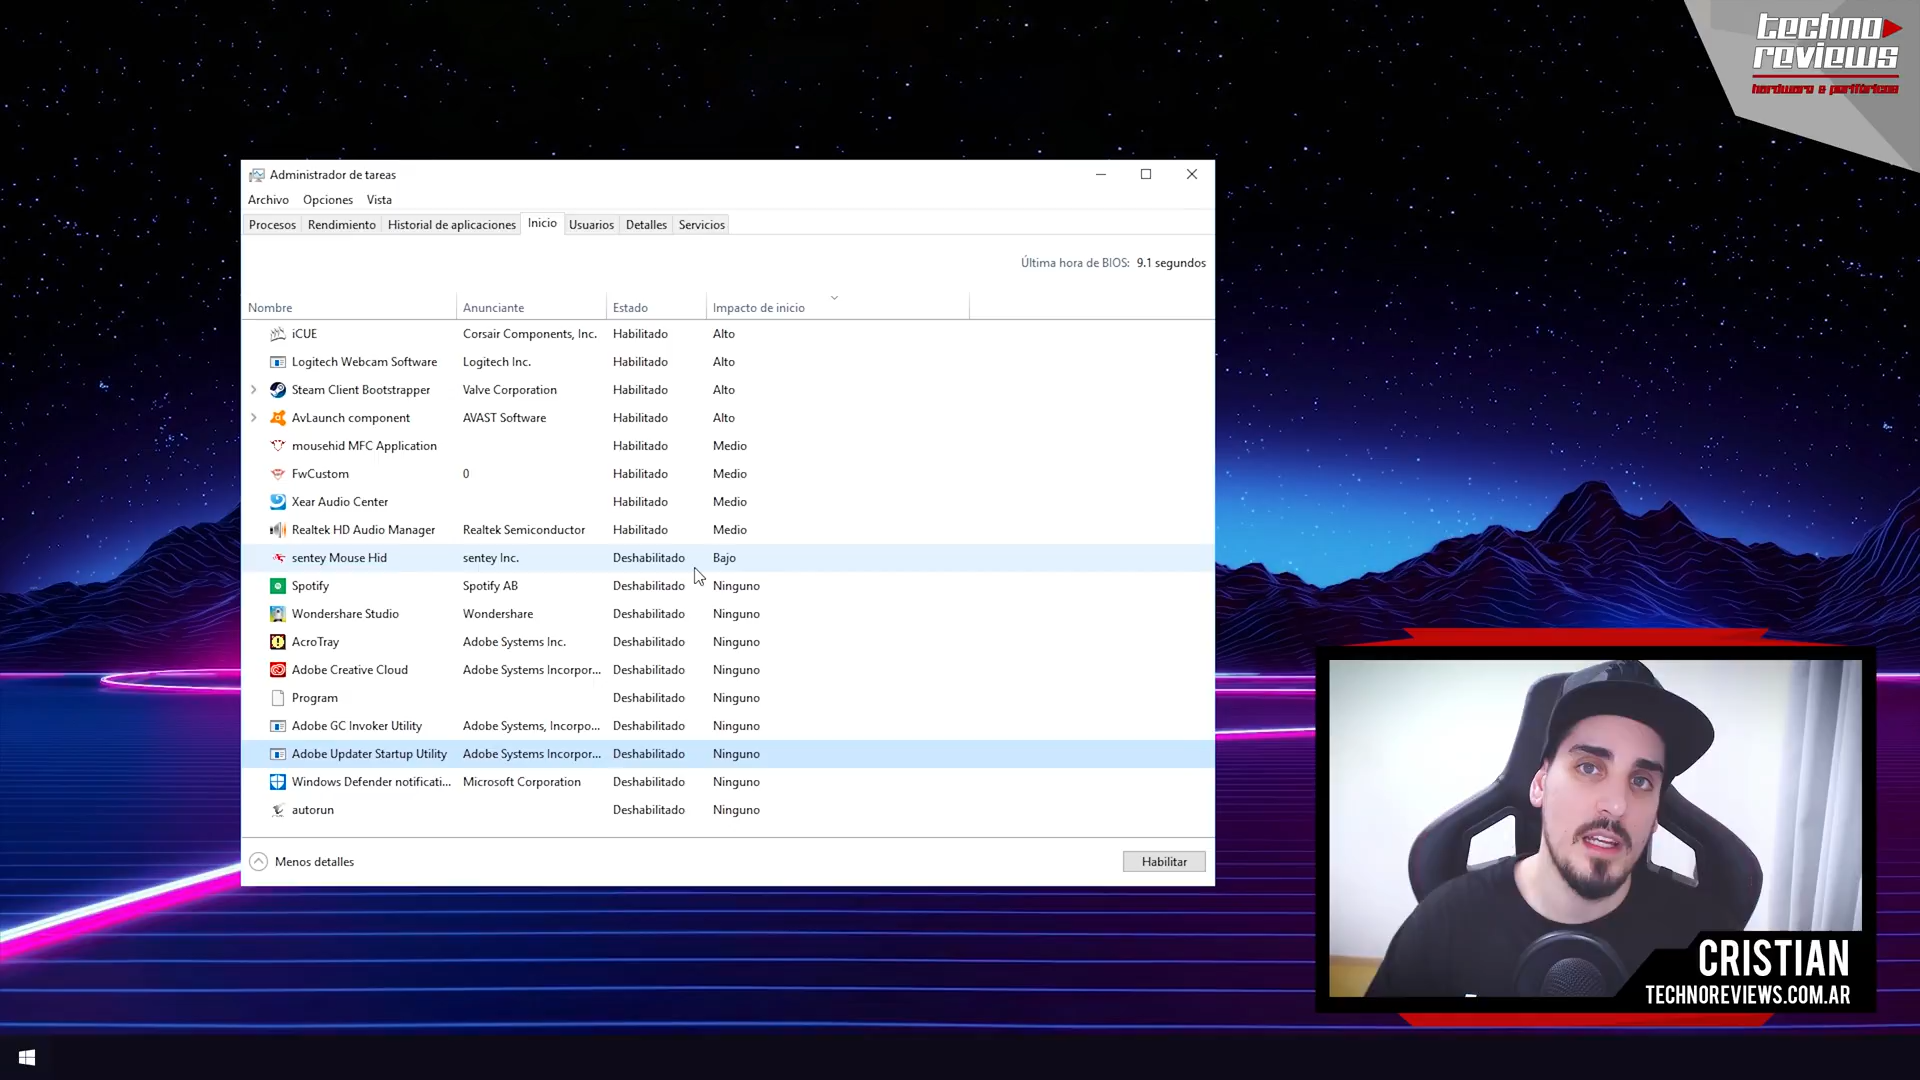 techno
reviews
hardware & periféricos
Administrador de tareas
Archivo Opciones Vista
Procesos Rendimiento Historial de aplicaciones Inicio Usuarios Detalles Servicios
Última hora de BIOS: 9.1 segundos
Nombre Anunciante Estado Impacto de inicio
iCUE Corsair Components, Inc. Habilitado Alto
Logitech Webcam Software Logitech Inc. Habilitado Alto
Steam Client Bootstrapper Valve Corporation Habilitado Alto
AvLaunch component AVAST Software Habilitado Alto
mousehid MFC Application Habilitado Medio
FwCustom 0 Habilitado Medio
Xear Audio Center Habilitado Medio
Realtek HD Audio Manager Realtek Semiconductor Habilitado Medio
sentey Mouse Hid sentey Inc. Deshabilitado Bajo
Spotify Spotify AB Deshabilitado Ninguno
Wondershare Studio Wondershare Deshabilitado Ninguno
AcroTray Adobe Systems Inc. Deshabilitado Ninguno
Adobe Creative Cloud Adobe Systems Incorpor... Deshabilitado Ninguno
Program Deshabilitado Ninguno
Adobe GC Invoker Utility Adobe Systems, Incorpo... Deshabilitado Ninguno
Adobe Updater Startup Utility Adobe Systems Incorpor... Deshabilitado Ninguno
Windows Defender notificati... Microsoft Corporation Deshabilitado Ninguno
autorun Deshabilitado Ninguno
Menos detalles Habilitar
CRISTIAN
TECHNOREVIEWS.COM.AR